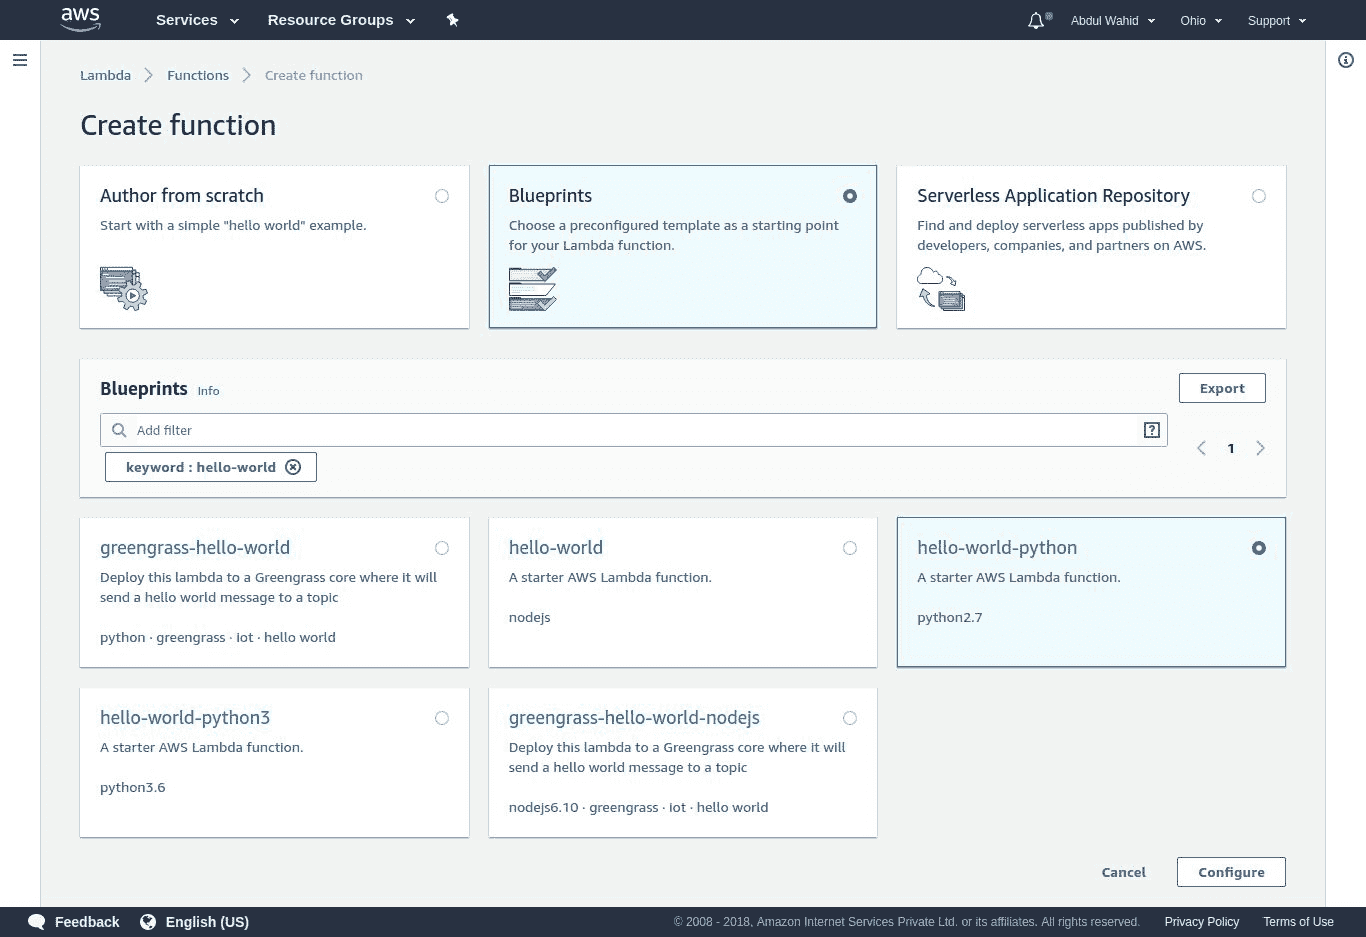 aws Services Resource Groups Abdul Wahid Ohio Support
Lambda Functions Create function
Create function
Author from scratch
Start with a simple "hello world" example.
Blueprints
Choose a preconfigured template as a starting point
for your Lambda function.
Serverless Application Repository
Find and deploy serverless apps published by
developers, companies, and partners on AWS.
Blueprints Info
Export
Add filter
?
1
keyword : hello-world
greengrass-hello-world
Deploy this lambda to a Greengrass core where it will
send a hello world message to a topic
python · greengrass · iot · hello world
hello-world
A starter AWS Lambda function.
nodejs
hello-world-python
A starter AWS Lambda function.
python2.7
hello-world-python3
A starter AWS Lambda function.
python3.6
greengrass-hello-world-nodejs
Deploy this lambda to a Greengrass core where it will
send a hello world message to a topic
nodejs6.10 · greengrass · iot · hello world
Cancel Configure
Feedback English (US) © 2008 - 2018, Amazon Internet Services Private Ltd. or its affiliates. All rights reserved. Privacy Policy Terms of Use